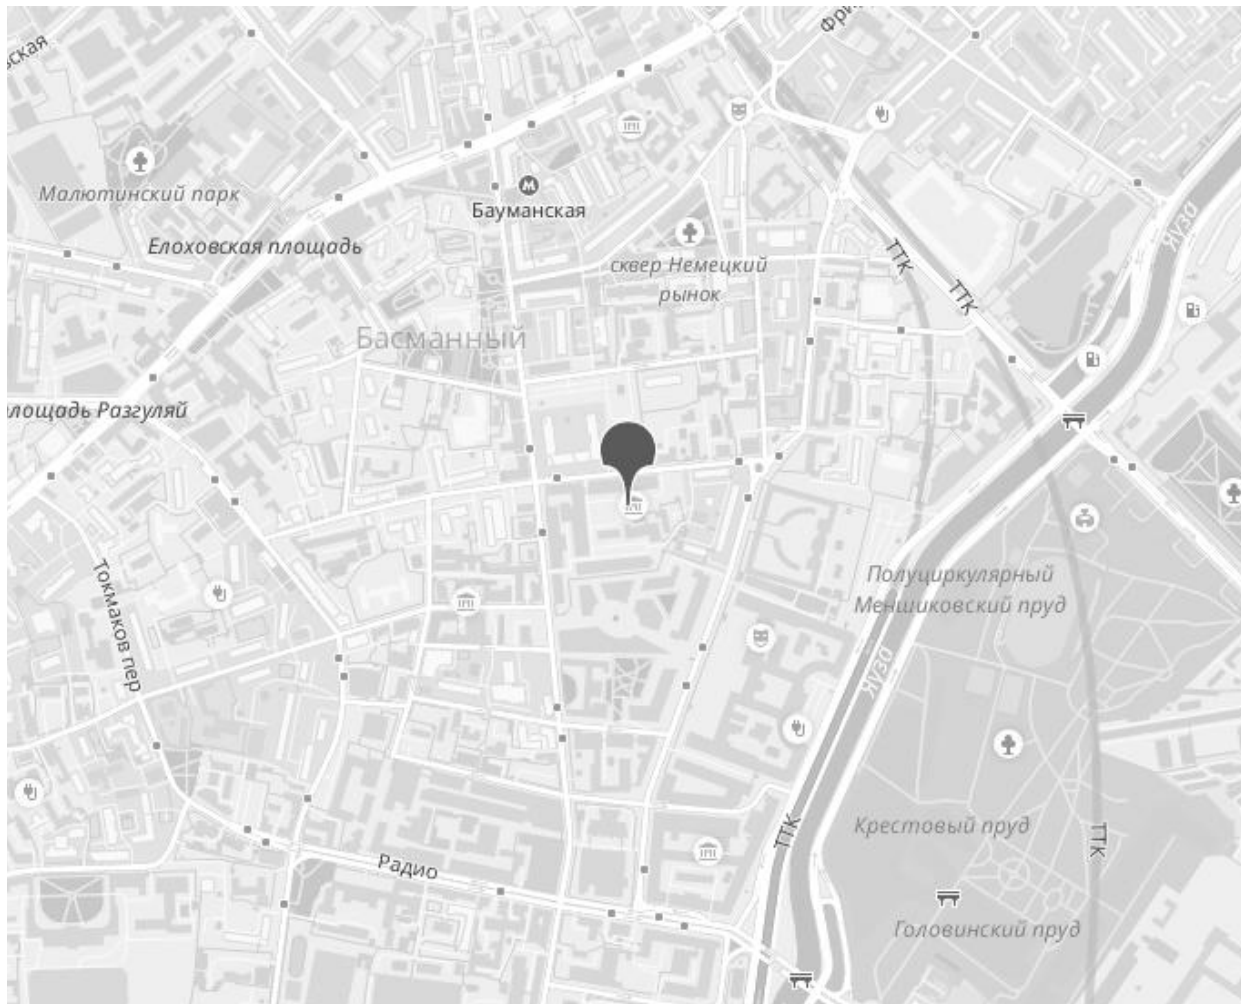 Малютинский парк
Бауманская
Елоховская площадь
сквер Немецкий
рынок
ТТК
ТТК
Яуза
Басманный
Разгуляй
Полуциркулярный
Меншиковский пруд
Токмаков пер
Яуза
ТТК
Крестовый пруд
ТТК
Радио
Головинский пруд